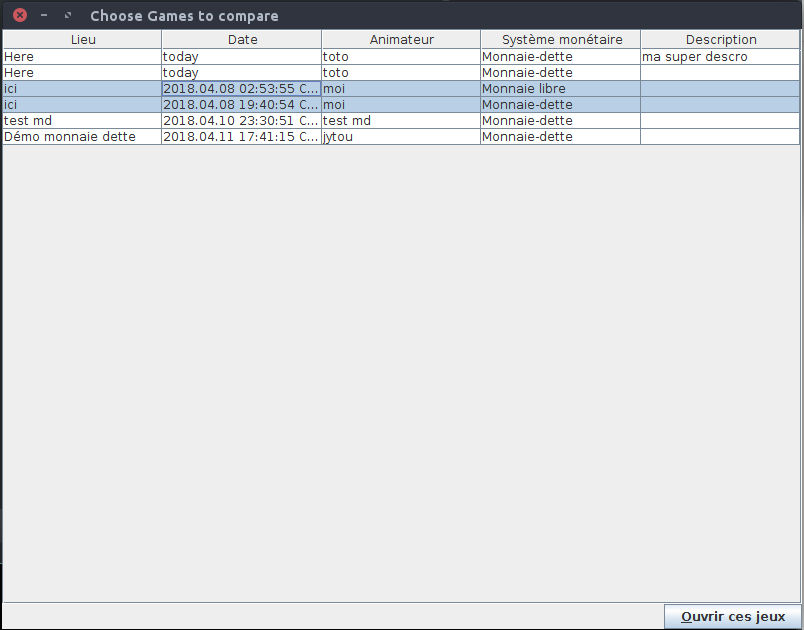 Choose Games to compare
Lieu Date Animateur Système monétaire Description
Here today toto Monnaie-dette ma super descro
Here today toto Monnaie-dette
ici 2018.04.08 02:53:55 C... moi Monnaie libre
ici 2018.04.08 19:40:54 C... moi Monnaie-dette
test md 2018.04.10 23:30:51 C... test md Monnaie-dette
Démo monnaie dette 2018.04.11 17:41:15 C... jytou Monnaie-dette
Ouvrir ces jeux